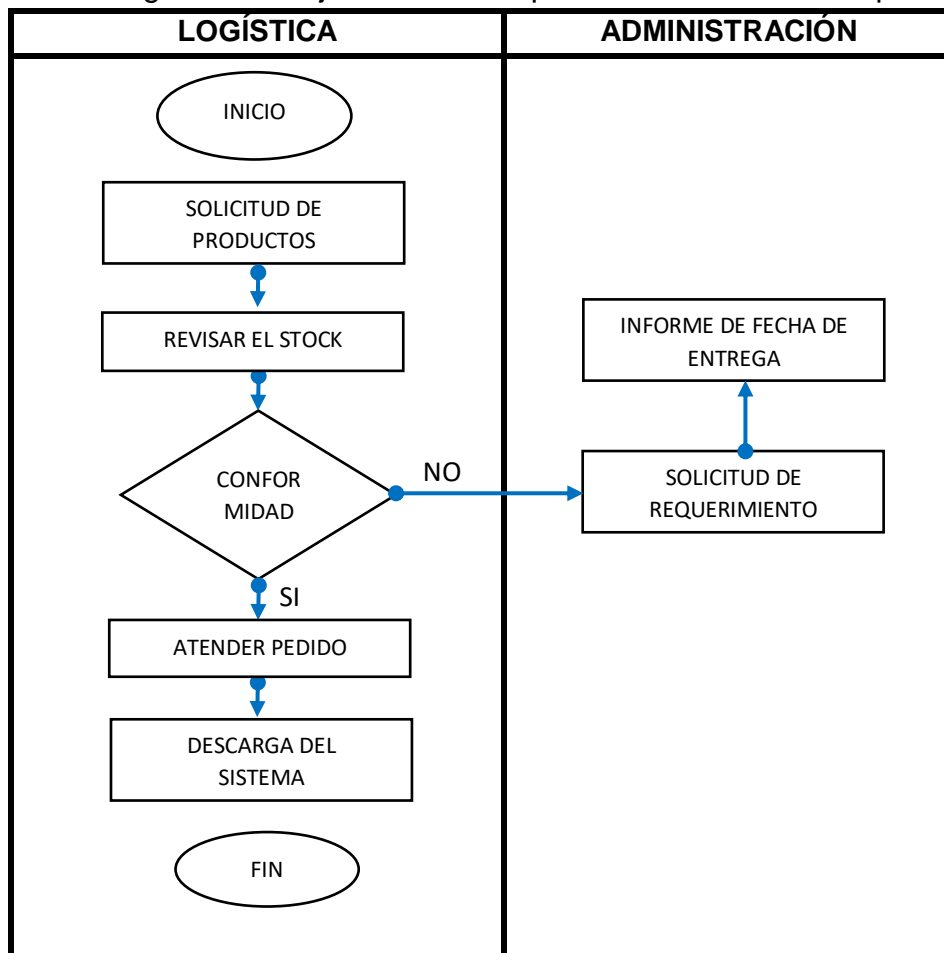 LOGÍSTICA
ADMINISTRACIÓN
INICIO
SOLICITUD DE
PRODUCTOS
REVISAR EL STOCK
CONFOR
MIDAD
NO
SI
ATENDER PEDIDO
DESCARGA DEL
SISTEMA
FIN
INFORME DE FECHA DE
ENTREGA
SOLICITUD DE
REQUERIMIENTO